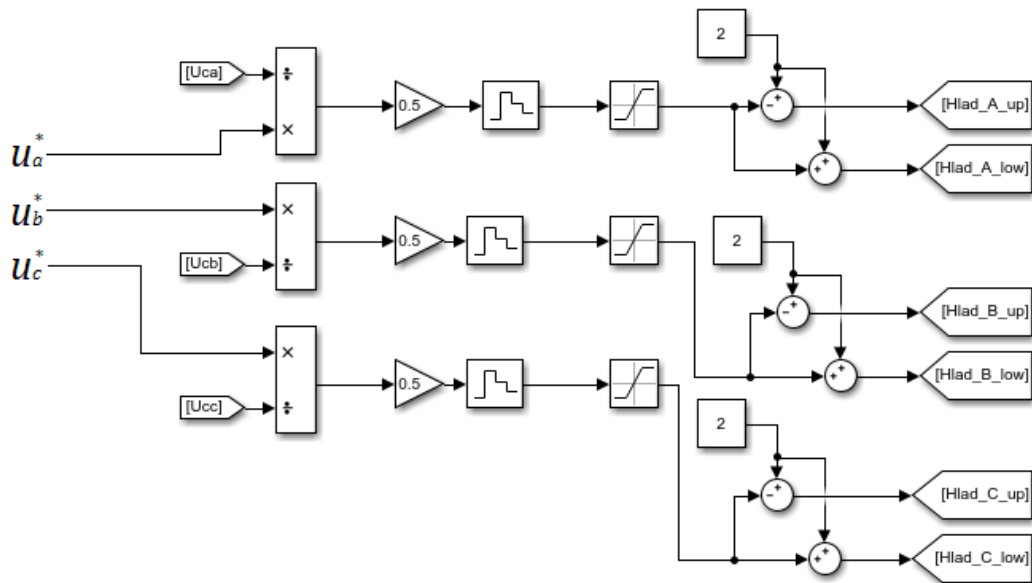 2
[Uca]
÷
×
0.5
[Hlad_A_up]
[Hlad_A_low]
u*a
u*b
×
0.5
2
[Ucb]
÷
u*c
[Hlad_B_up]
[Hlad_B_low]
×
0.5
[Ucc]
÷
2
[Hlad_C_up]
[Hlad_C_low]